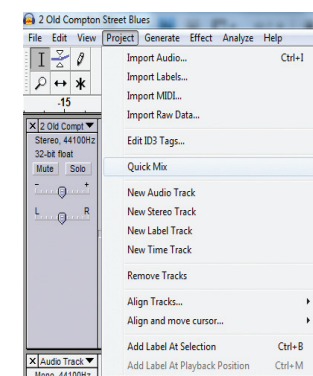 2 Old Compton Street Blues
File Edit View Project Generate Effect Analyze Help
-15
X 2 Old Compt
Stereo, 44100Hz
32-bit float
Mute Solo
- +
L R
Import Audio... Ctrl+I
Import Labels...
Import MIDI...
Import Raw Data...
Edit ID3 Tags...
Quick Mix
New Audio Track
New Stereo Track
New Label Track
New Time Track
Remove Tracks
Align Tracks...
Align and move cursor...
Add Label At Selection Ctrl+B
Add Label At Playback Position Ctrl+M
X Audio Track
Mono, 44100Hz